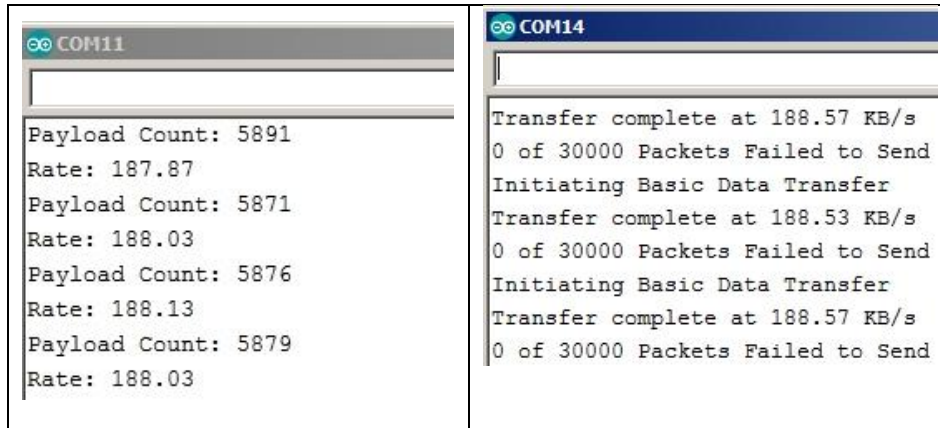 COM11
Payload Count: 5891
Rate: 187.87
Payload Count: 5871
Rate: 188.03
Payload Count: 5876
Rate: 188.13
Payload Count: 5879
Rate: 188.03
COM14
Transfer complete at 188.57 KB/s
0 of 30000 Packets Failed to Send
Initiating Basic Data Transfer
Transfer complete at 188.53 KB/s
0 of 30000 Packets Failed to Send
Initiating Basic Data Transfer
Transfer complete at 188.57 KB/s
0 of 30000 Packets Failed to Send